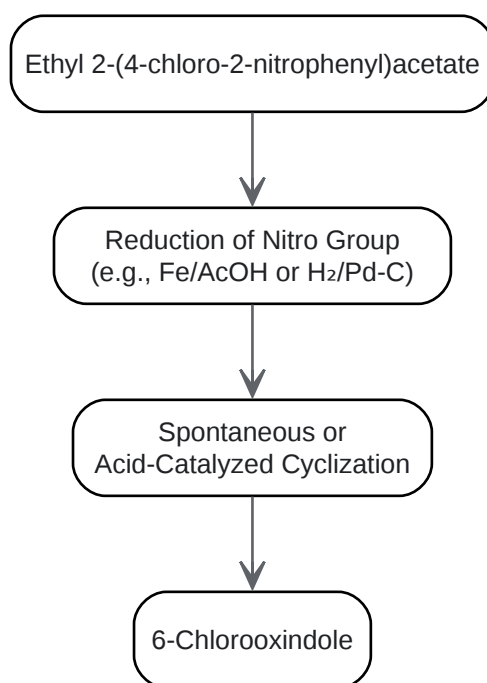 Ethyl 2-(4-chloro-2-nitrophenyl)acetate
Reduction of Nitro Group
(e.g., Fe/AcOH or H₂/Pd-C)
Spontaneous or
Acid-Catalyzed Cyclization
6-Chlorooxindole